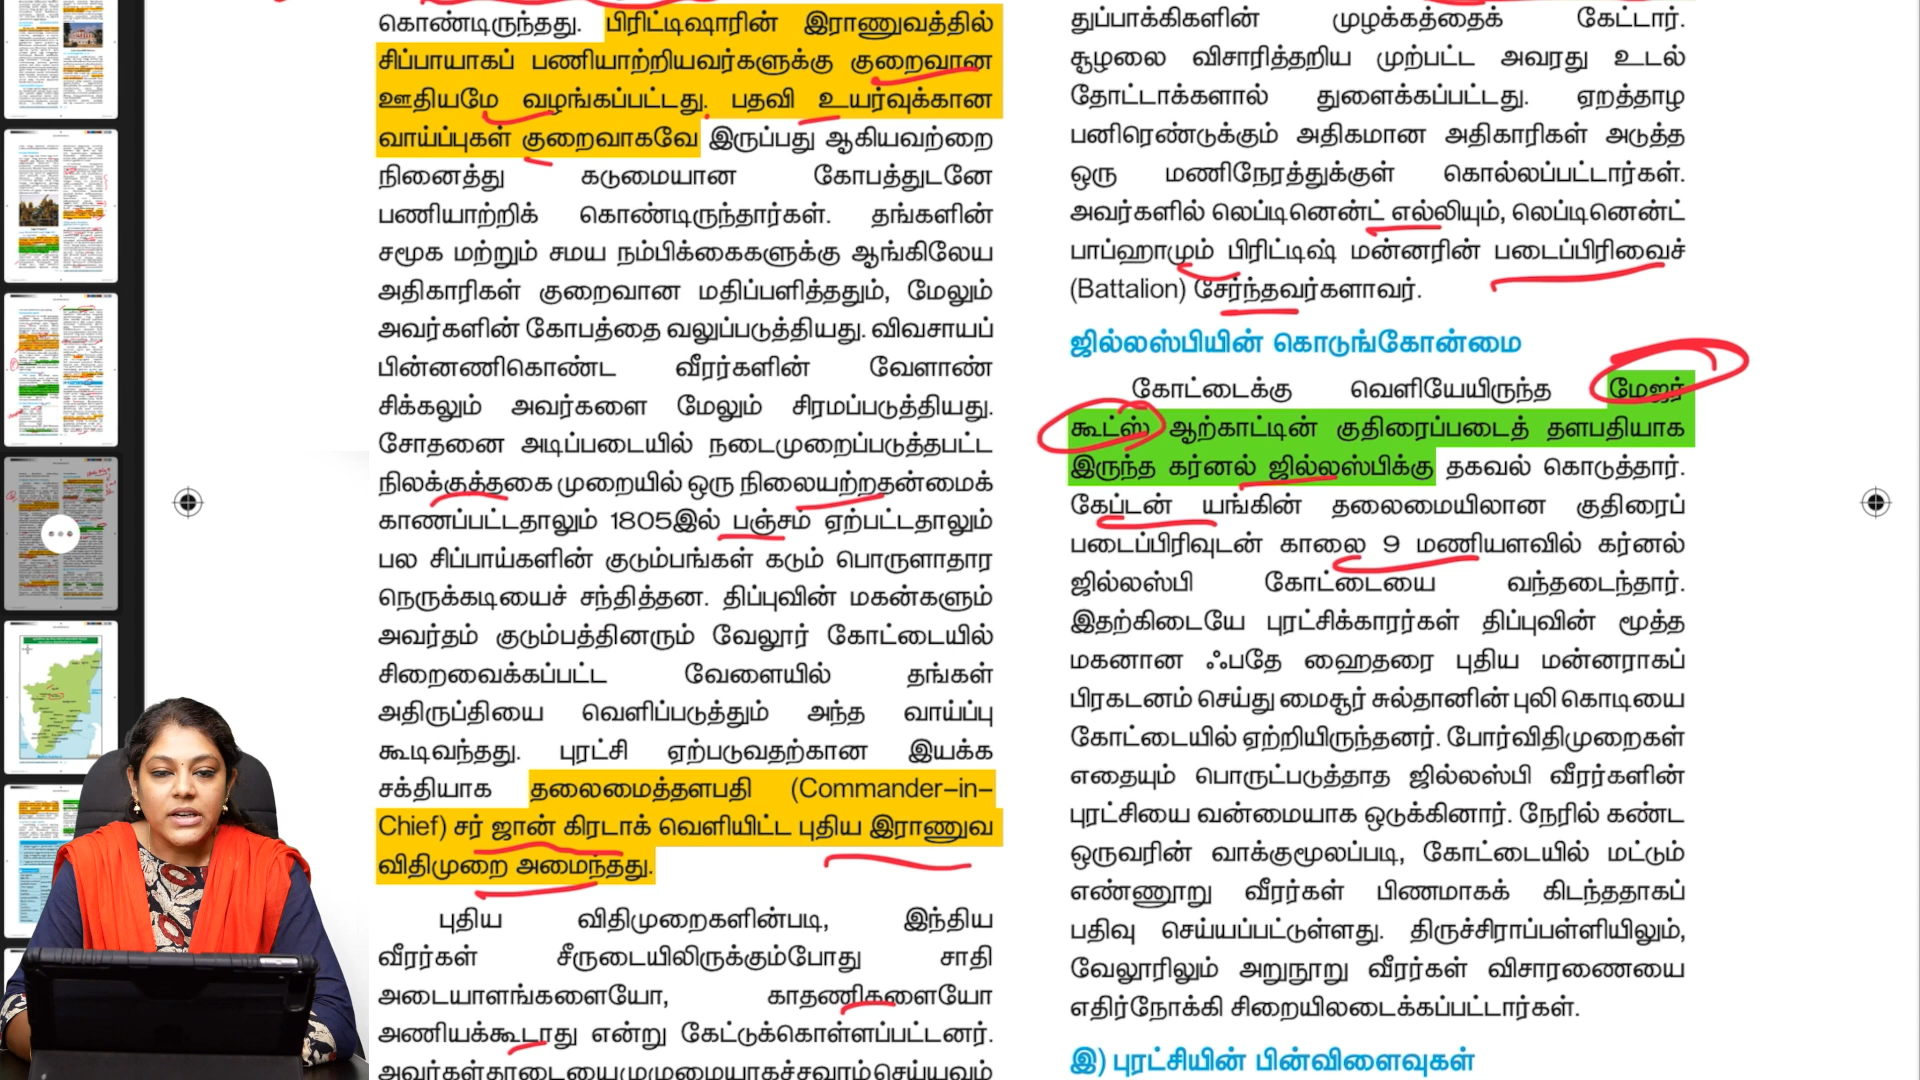 கொண்டிருந்தது. பிரிட்டிஷாரின் இராணுவத்தில்
சிப்பாயாகப் பணியாற்றியவர்களுக்கு குறைவான
ஊதியமே வழங்கப்பட்டது. பதவி உயர்வுக்கான
வாய்ப்புகள் குறைவாகவே இருப்பது ஆகியவற்றை
நினைத்து கடுமையான கோபத்துடனே
பணியாற்றிக் கொண்டிருந்தார்கள். தங்களின்
சமூக மற்றும் சமய நம்பிக்கைகளுக்கு ஆங்கிலேய
அதிகாரிகள் குறைவான மதிப்பளித்ததும், மேலும்
அவர்களின் கோபத்தை வலுப்படுத்தியது. விவசாயப்
பின்னணிகொண்ட வீரர்களின் வேளாண்
சிக்கலும் அவர்களை மேலும் சிரமப்படுத்தியது.
சோதனை அடிப்படையில் நடைமுறைப்படுத்தபட்ட
நிலக்குத்தகை முறையில் ஒரு நிலையற்றதன்மைக்
காணப்பட்டதாலும் 1805இல் பஞ்சம் ஏற்பட்டதாலும்
பல சிப்பாய்களின் குடும்பங்கள் கடும் பொருளாதார
நெருக்கடியைச் சந்தித்தன. திப்புவின் மகன்களும்
அவர்தம் குடும்பத்தினரும் வேலூர் கோட்டையில்
சிறைவைக்கப்பட்ட வேளையில் தங்கள்
அதிருப்தியை வெளிப்படுத்தும் அந்த வாய்ப்பு
கூடிவந்தது. புரட்சி ஏற்படுவதற்கான இயக்க
சக்தியாக தலைமைத்தளபதி (Commander–in–
Chief) சர் ஜான் கிரடாக் வெளியிட்ட புதிய இராணுவ
விதிமுறை அமைந்தது.
புதிய விதிமுறைகளின்படி, இந்திய
வீரர்கள் சீருடையிலிருக்கும்போது சாதி
அடையாளங்களையோ, காதணிகளையோ
அணியக்கூடாது என்று கேட்டுக்கொள்ளப்பட்டனர்.
அவர்கள் தாடையை முழுமையாகச் சவரம் செய்யவும்
துப்பாக்கிகளின் முழக்கத்தைக் கேட்டார்.
சூழலை விசாரித்தறிய முற்பட்ட அவரது உடல்
தோட்டாக்களால் துளைக்கப்பட்டது. ஏறத்தாழ
பனிரெண்டுக்கும் அதிகமான அதிகாரிகள் அடுத்த
ஒரு மணிநேரத்துக்குள் கொல்லப்பட்டார்கள்.
அவர்களில் லெப்டினென்ட் எல்லியும், லெப்டினென்ட்
பாப்ஹாமும் பிரிட்டிஷ் மன்னரின் படைப்பிரிவைச்
(Battalion) சேர்ந்தவர்களாவர்.
ஜில்லஸ்பியின் கொடுங்கோன்மை
கோட்டைக்கு வெளியேயிருந்த மேஜர்
கூட்ஸ் ஆற்காட்டின் குதிரைப்படைத் தளபதியாக
இருந்த கர்னல் ஜில்லஸ்பிக்கு தகவல் கொடுத்தார்.
கேப்டன் யங்கின் தலைமையிலான குதிரைப்
படைப்பிரிவுடன் காலை 9 மணியளவில் கர்னல்
ஜில்லஸ்பி கோட்டையை வந்தடைந்தார்.
இதற்கிடையே புரட்சிக்காரர்கள் திப்புவின் மூத்த
மகனான ஃபதே ஹைதரை புதிய மன்னராகப்
பிரகடனம் செய்து மைசூர் சுல்தானின் புலி கொடியை
கோட்டையில் ஏற்றியிருந்தனர். போர்விதிமுறைகள்
எதையும் பொருட்படுத்தாத ஜில்லஸ்பி வீரர்களின்
புரட்சியை வன்மையாக ஒடுக்கினார். நேரில் கண்ட
ஒருவரின் வாக்குமூலப்படி, கோட்டையில் மட்டும்
எண்ணூறு வீரர்கள் பிணமாகக் கிடந்ததாகப்
பதிவு செய்யப்பட்டுள்ளது. திருச்சிராப்பள்ளியிலும்,
வேலூரிலும் அறுநூறு வீரர்கள் விசாரணையை
எதிர்நோக்கி சிறையிலடைக்கப்பட்டார்கள்.
இ) புரட்சியின் பின்விளைவுகள்